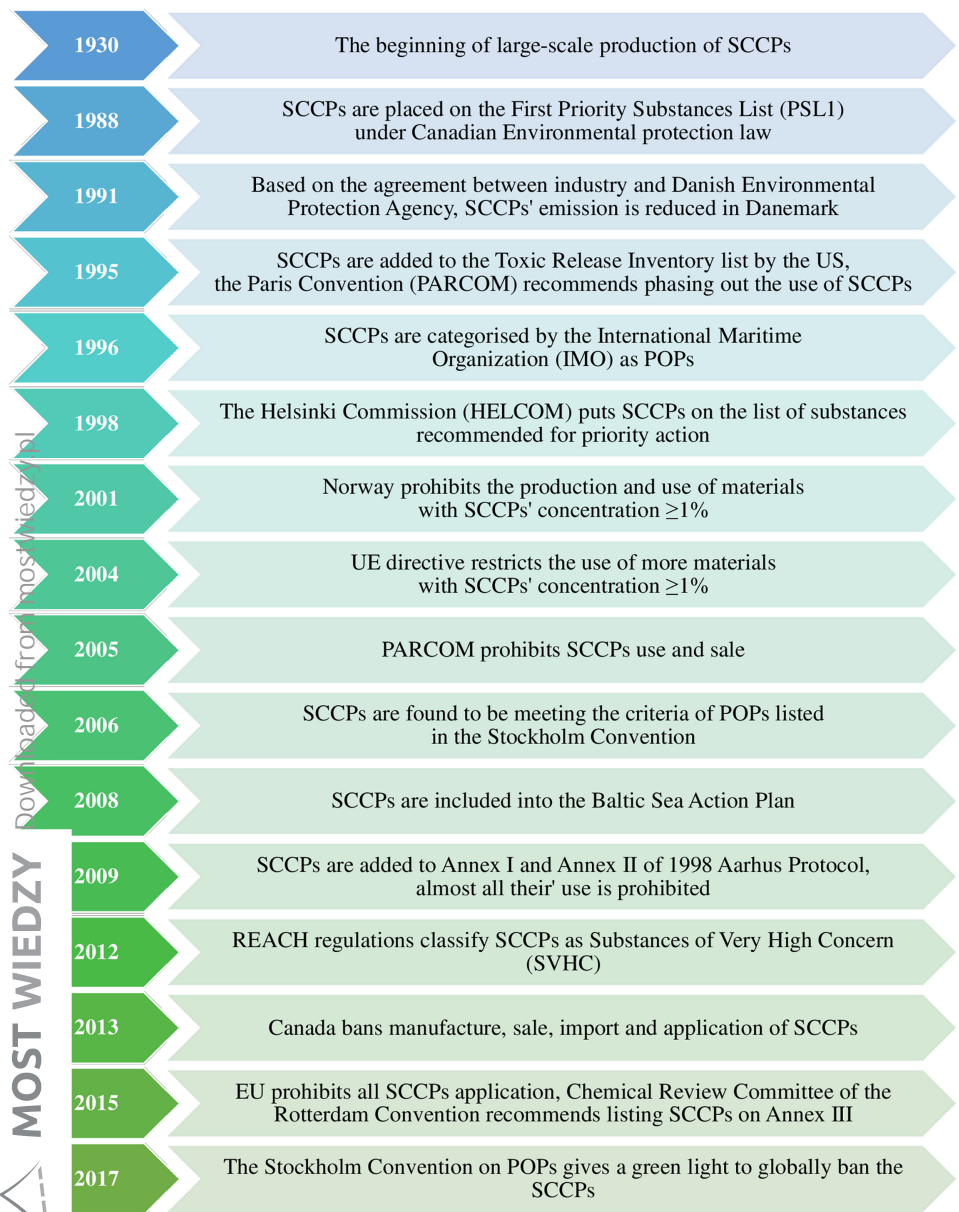 1930
The beginning of large-scale production of SCCPs
1988
SCCPs are placed on the First Priority Substances List (PSL1)
under Canadian Environmental protection law
1991
Based on the agreement between industry and Danish Environmental
Protection Agency, SCCPs' emission is reduced in Danemark
1995
SCCPs are added to the Toxic Release Inventory list by the US,
the Paris Convention (PARCOM) recommends phasing out the use of SCCPs
1996
SCCPs are categorised by the International Maritime
Organization (IMO) as POPs
1998
The Helsinki Commission (HELCOM) puts SCCPs on the list of substances
recommended for priority action
2001
Norway prohibits the production and use of materials
with SCCPs' concentration ≥1%
2004
UE directive restricts the use of more materials
with SCCPs' concentration ≥1%
2005
PARCOM prohibits SCCPs use and sale
2006
SCCPs are found to be meeting the criteria of POPs listed
in the Stockholm Convention
2008
SCCPs are included into the Baltic Sea Action Plan
2009
SCCPs are added to Annex I and Annex II of 1998 Aarhus Protocol,
almost all their' use is prohibited
2012
REACH regulations classify SCCPs as Substances of Very High Concern
(SVHC)
2013
Canada bans manufacture, sale, import and application of SCCPs
2015
EU prohibits all SCCPs application, Chemical Review Committee of the
Rotterdam Convention recommends listing SCCPs on Annex III
2017
The Stockholm Convention on POPs gives a green light to globally ban the
SCCPs
Downloaded from mostwiedzy.pl
MOST WIEDZY